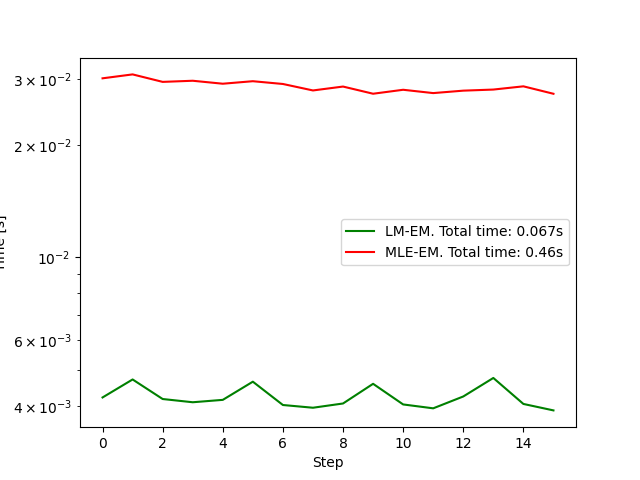 3 × 10⁻²
2 × 10⁻²
10⁻²
6 × 10⁻³
4 × 10⁻³
LM-EM. Total time: 0.067s
MLE-EM. Total time: 0.46s
0 2 4 6 8 10 12 14
Step